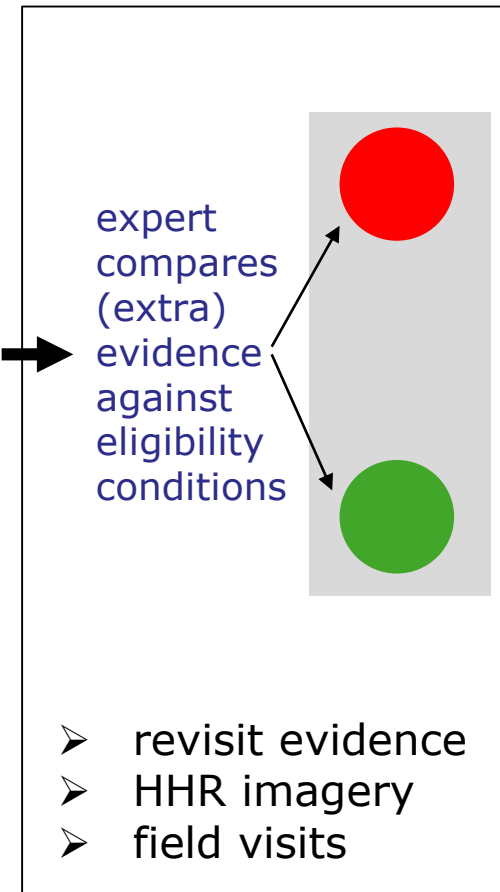 expert
compares
(extra)
evidence
against
eligibility
conditions
➢ revisit evidence
➢ HHR imagery
➢ field visits